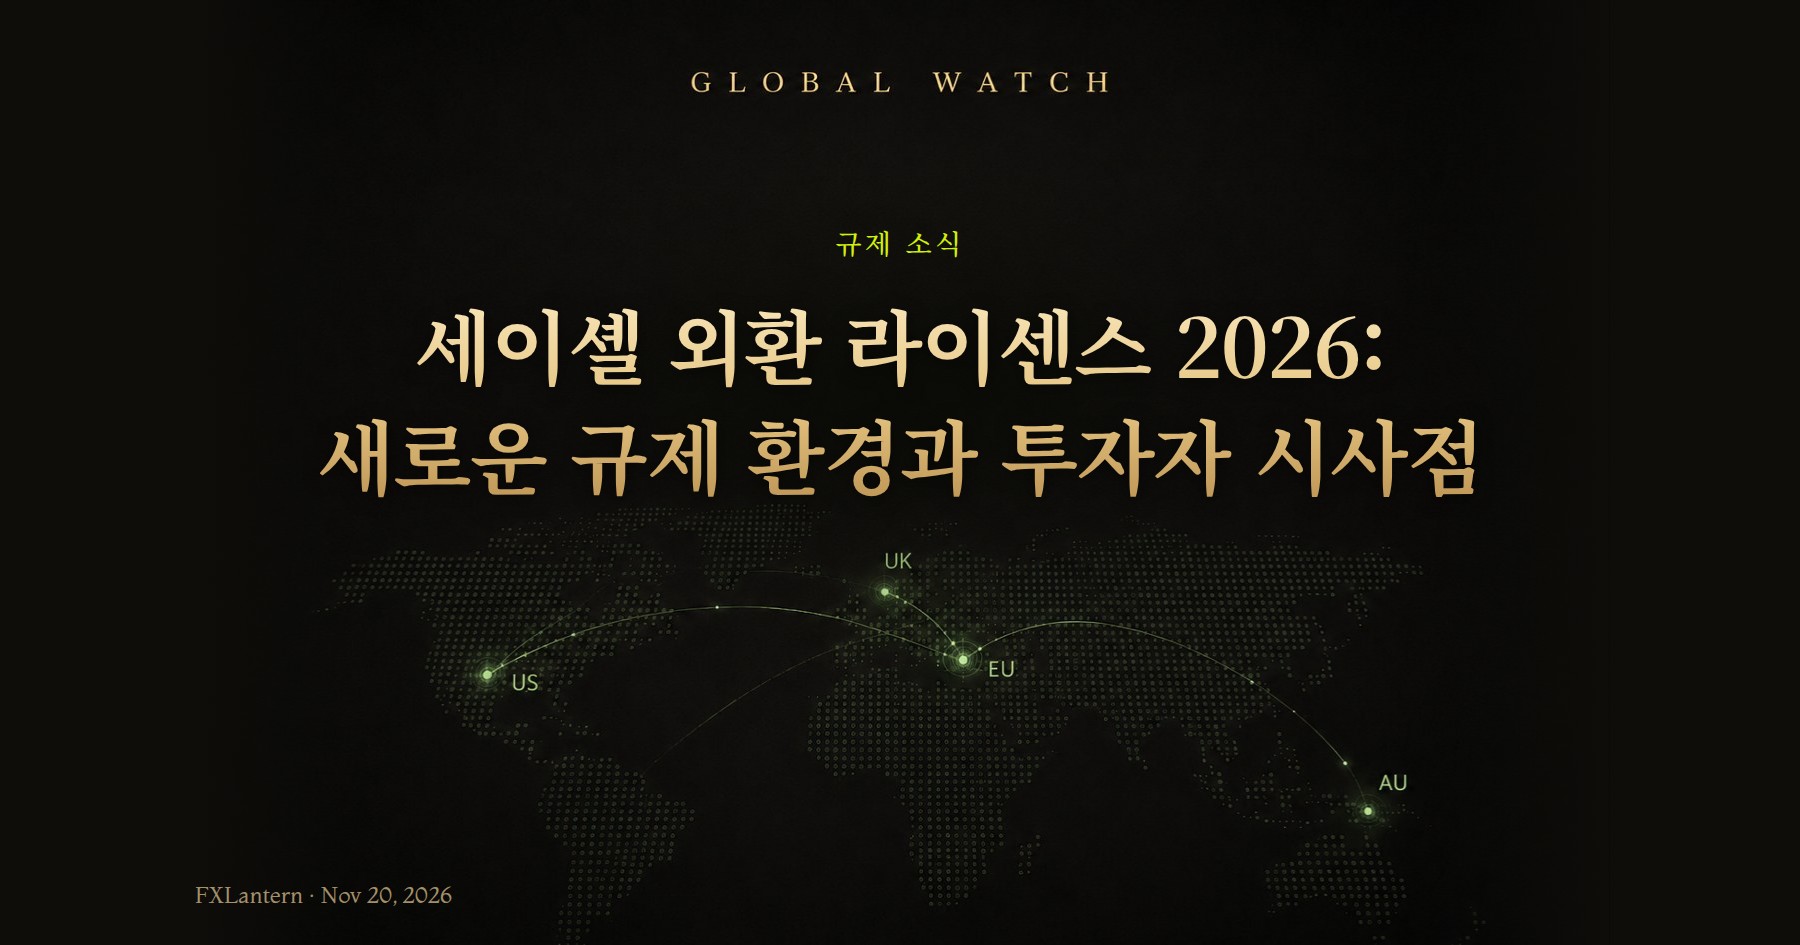 GLOBAL WATCH
규제 소식
세이셸 외환 라이센스 2026:
새로운 규제 환경과 투자자 시사점
UK
US
EU
AU
FXLantern · Nov 20, 2026